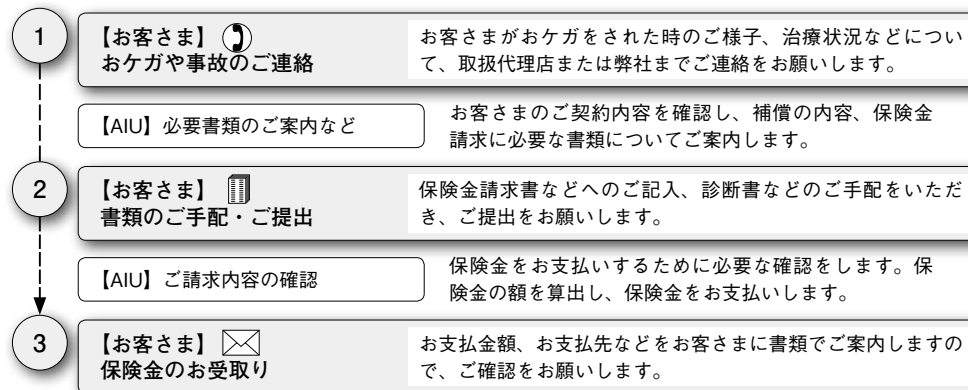 1
【お客さま】
おケガや事故のご連絡
お客さまがおケガをされた時のご様子、治療状況などについ
て、取扱代理店または弊社までご連絡をお願いします。
【AIU】必要書類のご案内など
お客さまのご契約内容を確認し、補償の内容、保険金
請求に必要な書類についてご案内します。
2
【お客さま】
書類のご手配・ご提出
保険金請求書などへのご記入、診断書などのご手配をいただ
き、ご提出をお願いします。
【AIU】ご請求内容の確認
保険金をお支払いするために必要な確認をします。保
険金の額を算出し、保険金をお支払いします。
3
【お客さま】
保険金のお受取り
お支払金額、お支払先などをお客さまに書類でご案内しますの
で、ご確認をお願いします。